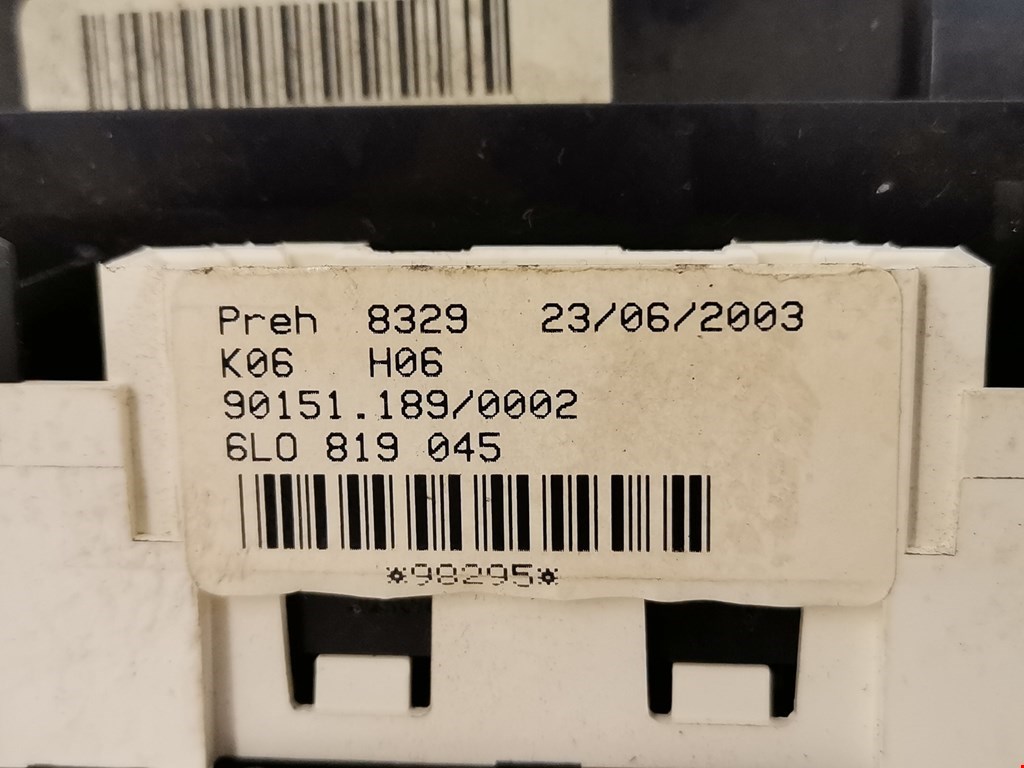 Preh 8329 23/06/2003
K06 H06
90151.189/0002
6L0 819 045
*98295*